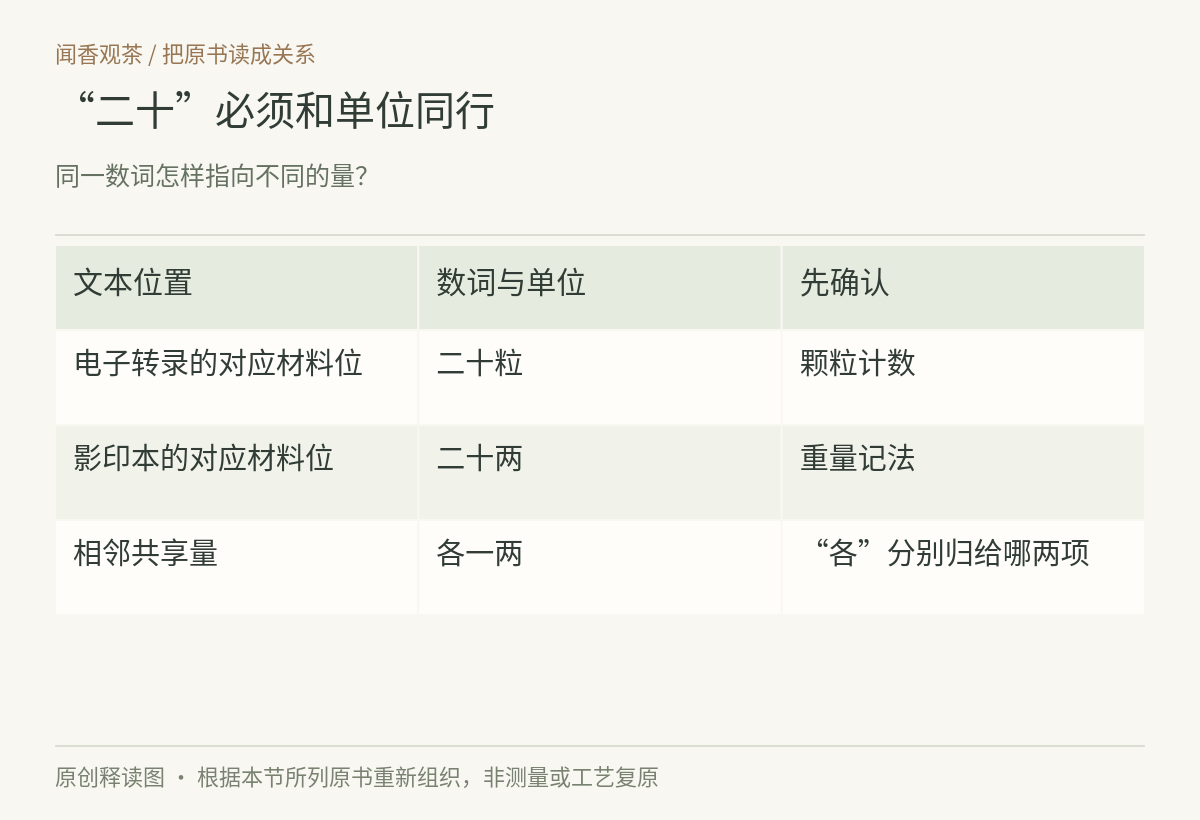 闻香观茶 / 把原书读成关系
“二十”必须和单位同行
同一数词怎样指向不同的量？
文本位置 数词与单位 先确认
电子转录的对应材料位 二十粒 颗粒计数
影印本的对应材料位 二十两 重量记法
相邻共享量 各一两 “各”分别归给哪两项
原创释读图 · 根据本节所列原书重新组织，非测量或工艺复原